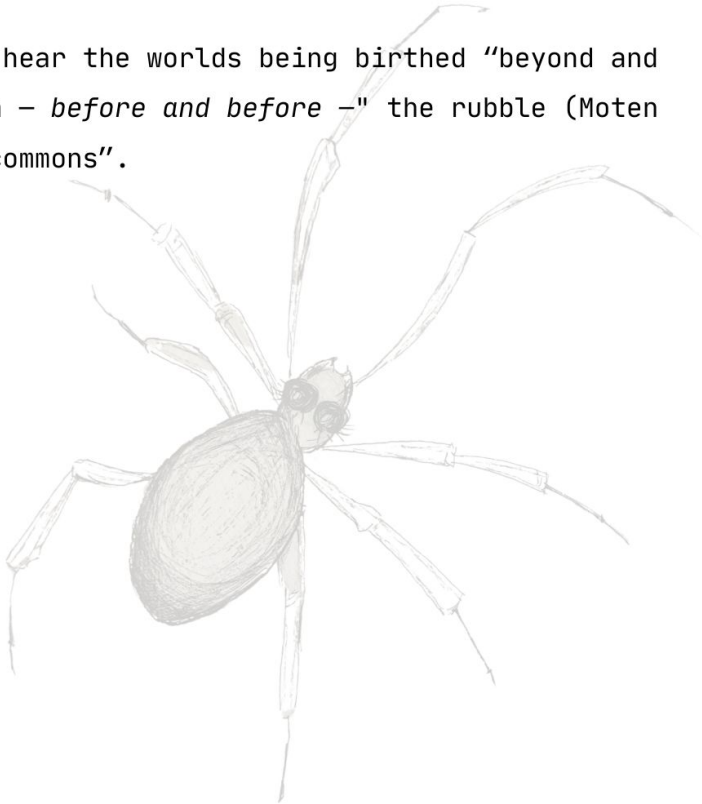 hear the worlds being birthed “beyond and
– before and before –" the rubble (Moten
ommons”.